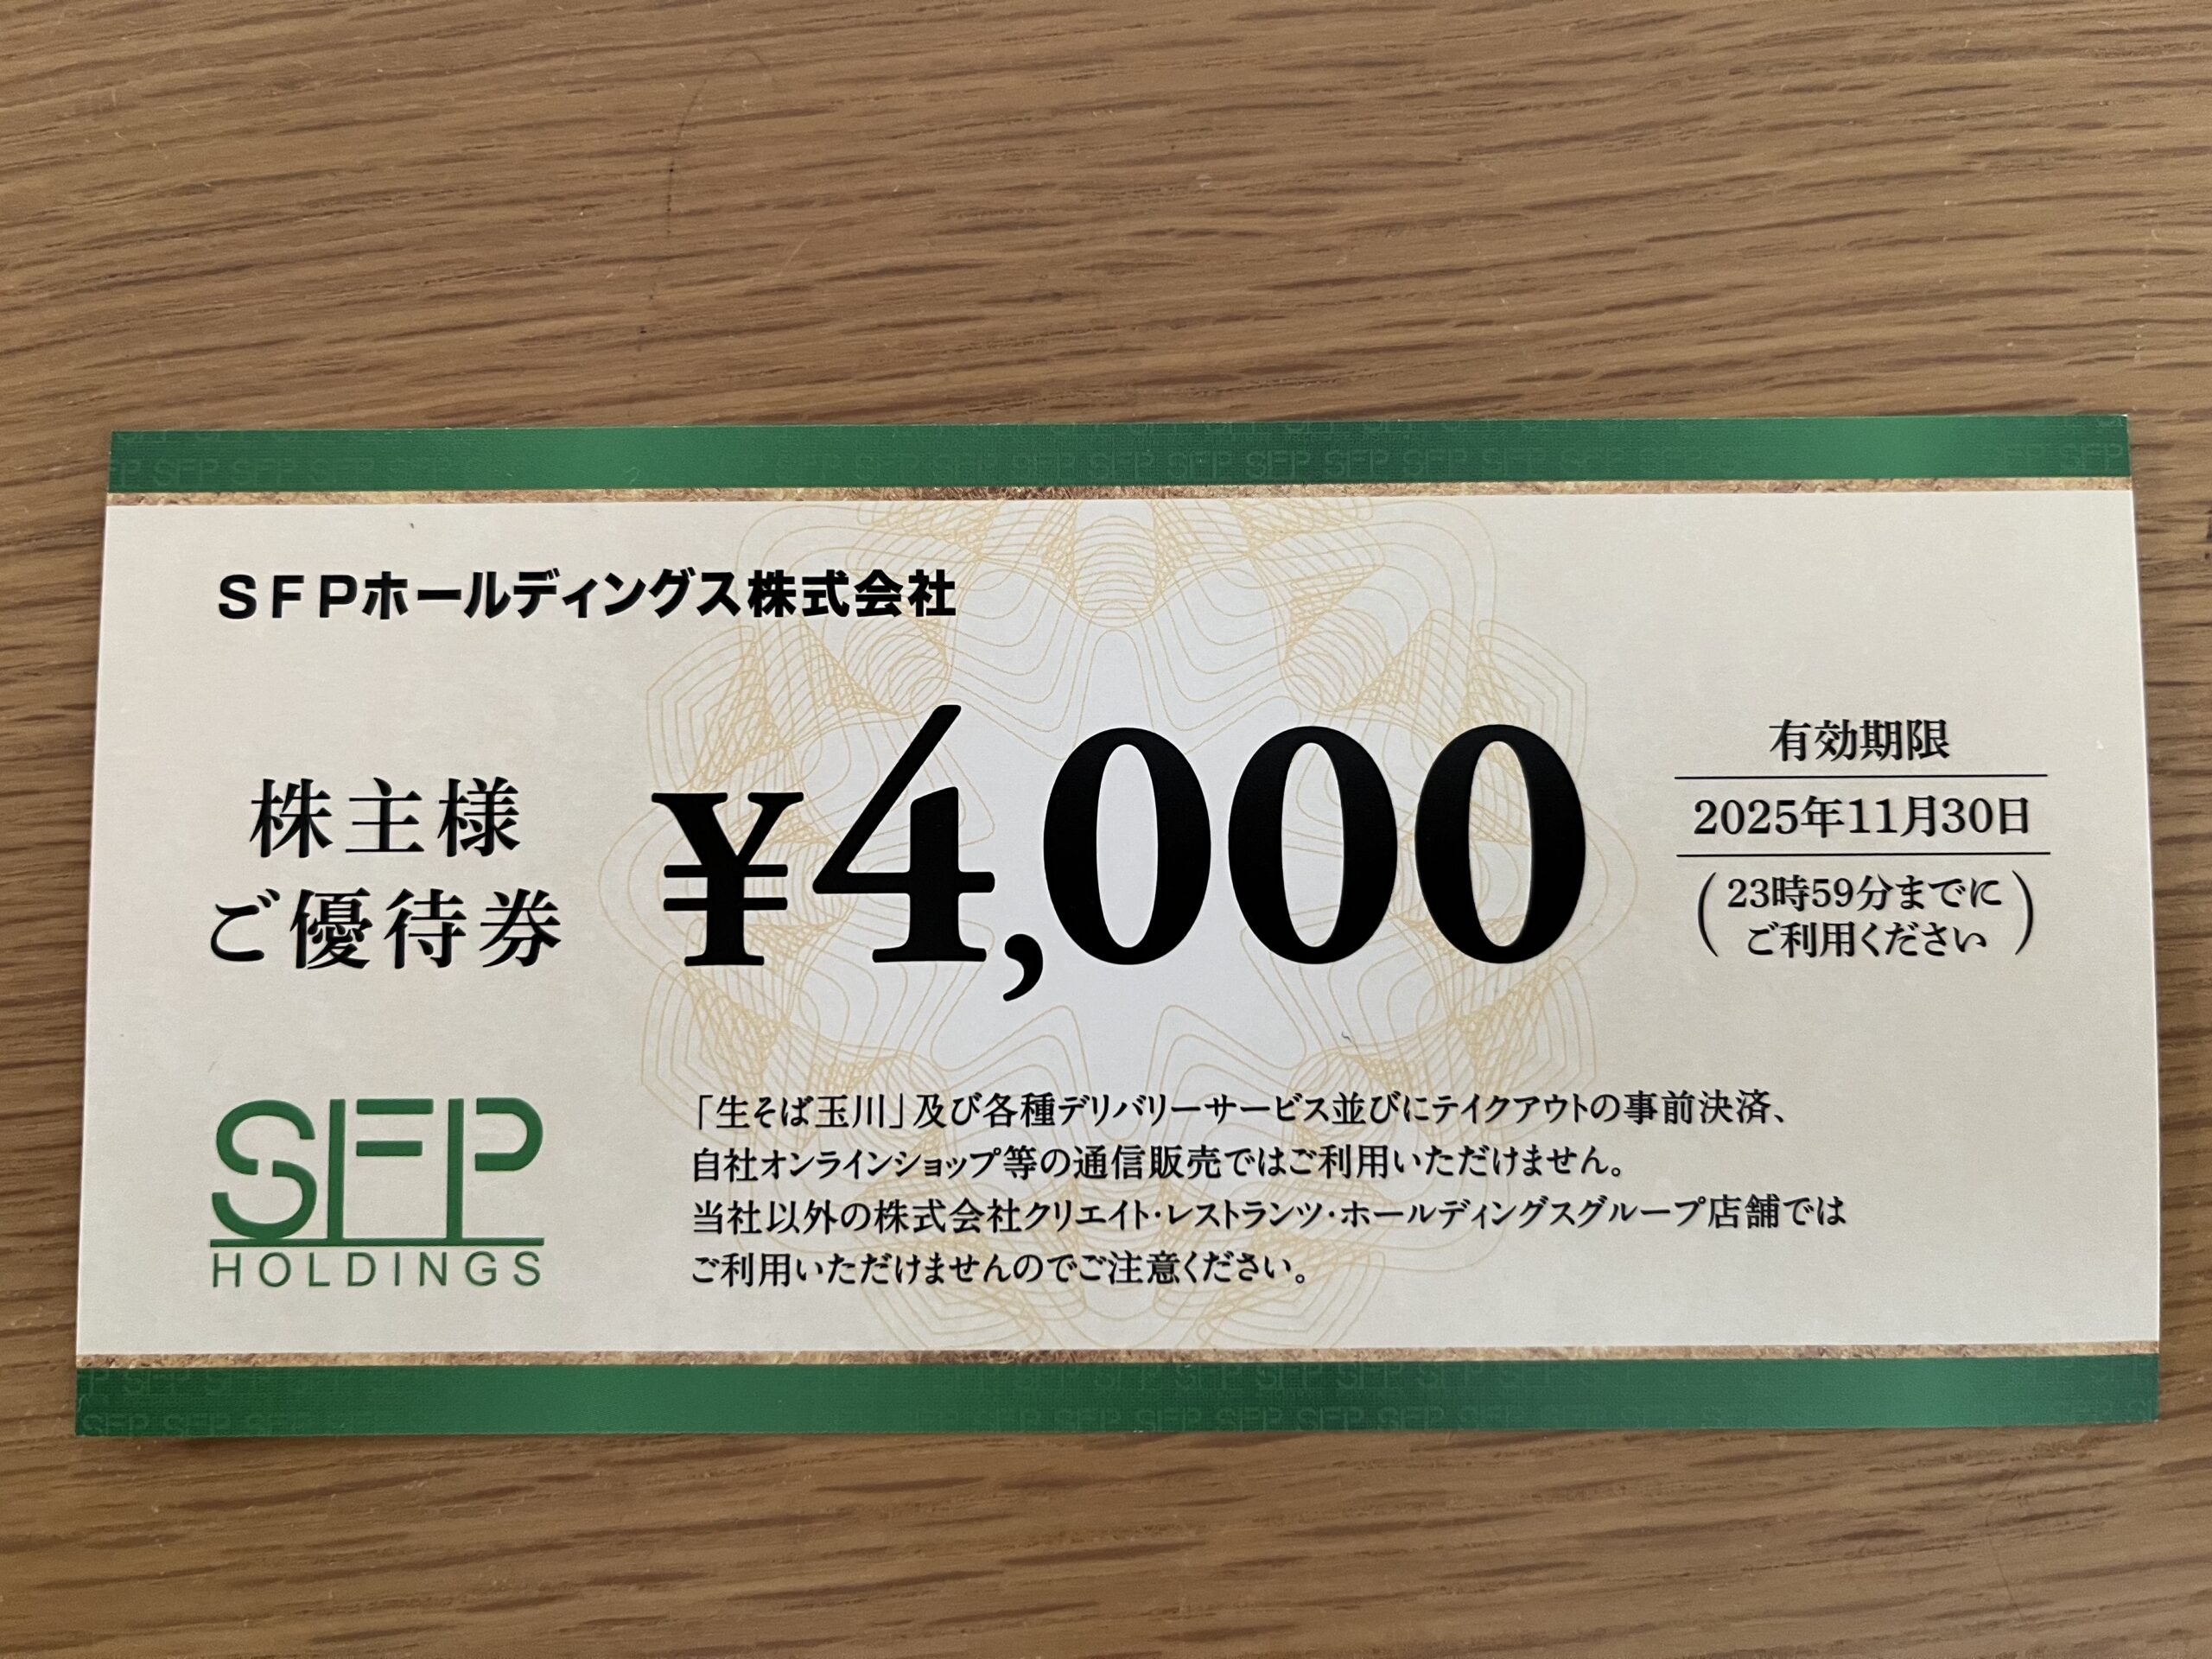 SFPホールディングス株式会社
株主様
ご優待券
¥4,000
有効期限
2025年11月30日
(23時59分までに
ご利用ください)
SFP
HOLDINGS
「生そば玉川」及び各種デリバリーサービス並びにテイクアウトの事前決済、
自社オンラインショップ等の通信販売ではご利用いただけません。
当社以外の株式会社クリエイト・レストランツ・ホールディングスグループ店舗では
ご利用いただけませんのでご注意ください。